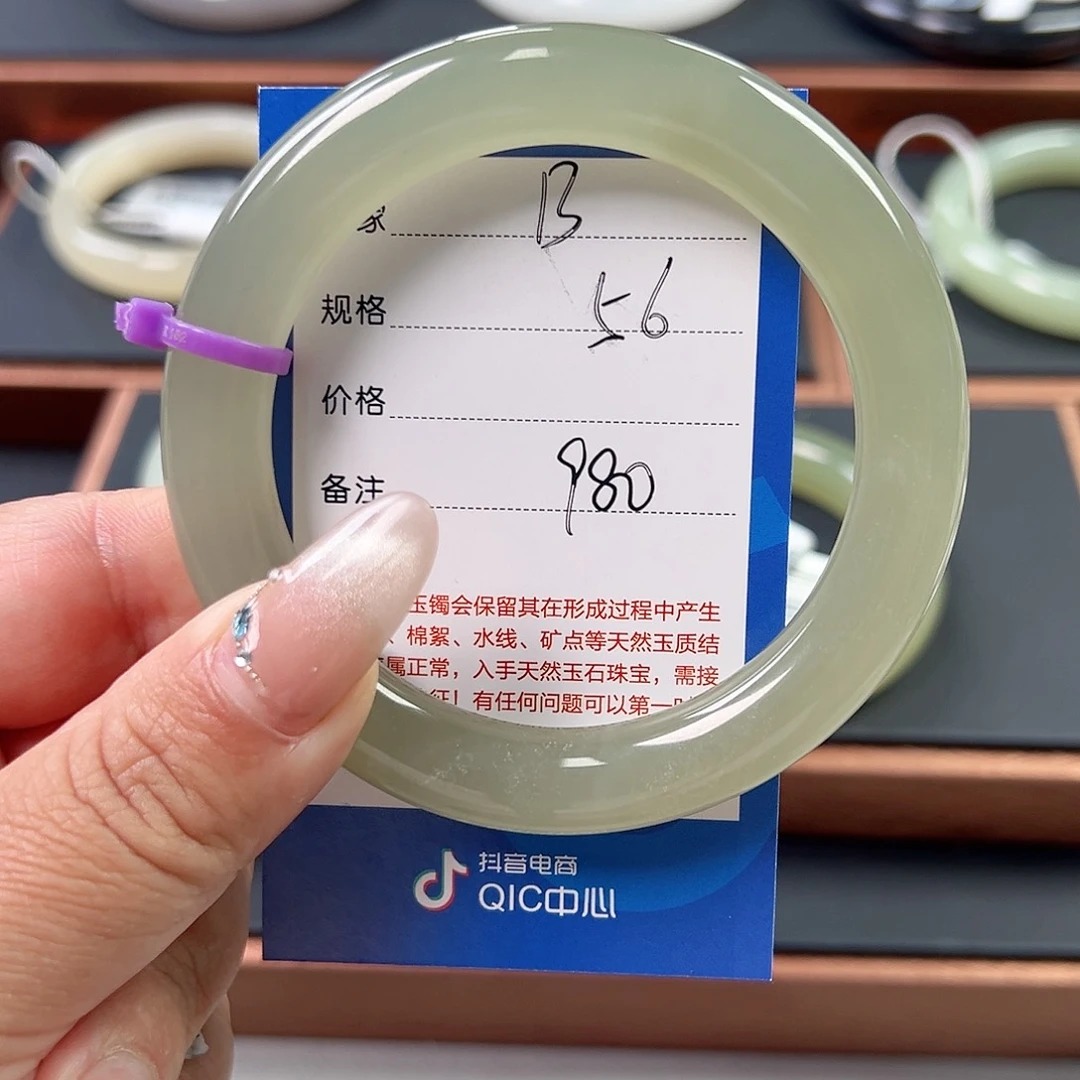 家 B
规格 56
价格
备注 980
玉镯会保留其在形成过程中产生
、棉絮、水线、矿点等天然玉质结
属正常，入手天然玉石珠宝，需接
征！有任何问题可以第一
抖音电商
QIC中心